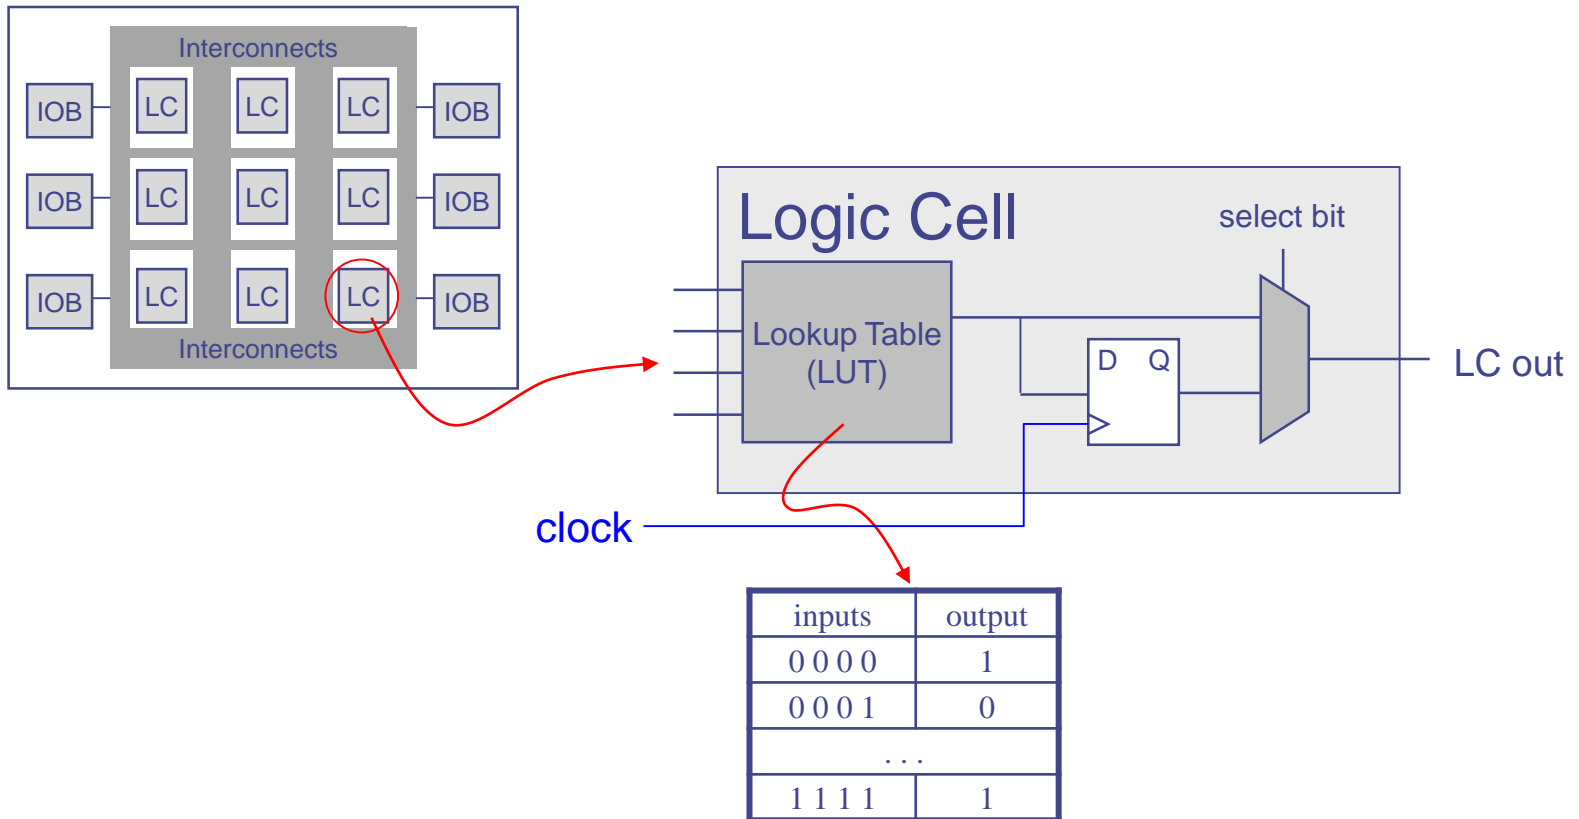 Interconnects
IOB LC LC LC IOB
IOB LC LC LC IOB
IOB LC LC LC IOB
Interconnects
Logic Cell
select bit
Lookup Table
(LUT)
D Q
LC out
clock
inputs output
0 0 0 0 1
0 0 0 1 0
. . .
1 1 1 1 1